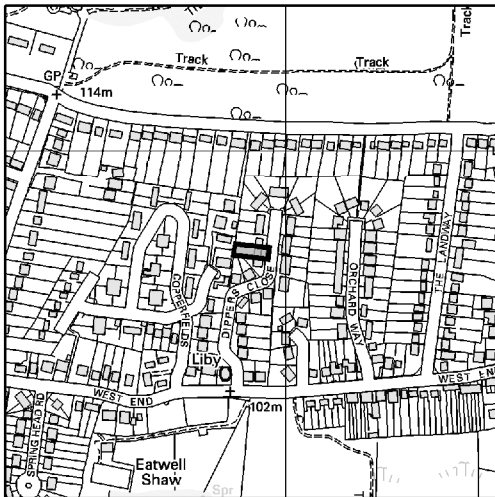 Track
Track
GP
114m
THE LANDWAY
COPPERFIELDS
DIPPERS CLOSE
ORCHARD WAY
Liby
WEST END
WEST END
102m
SPRING HEAD RD
Eatwell
Shaw
Spr